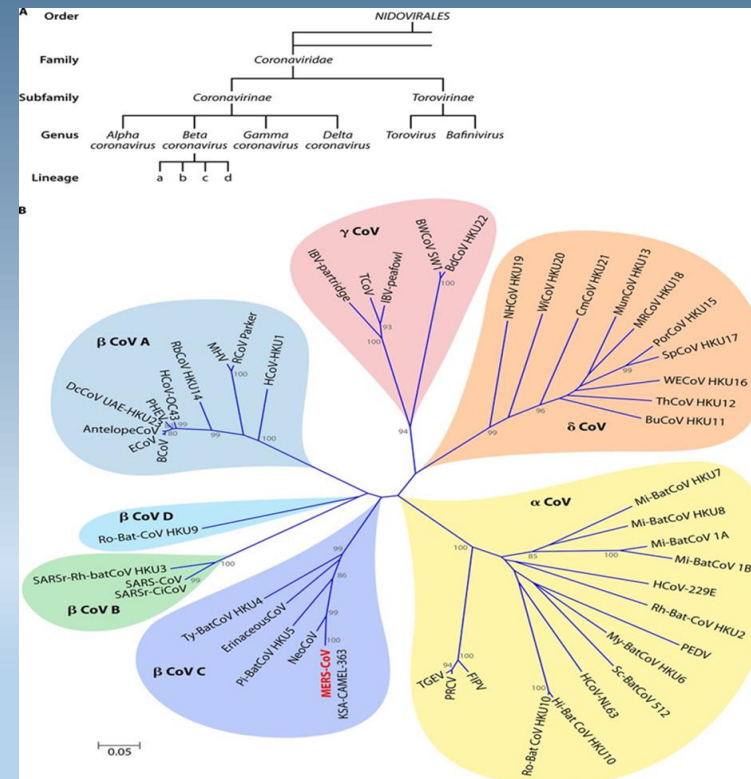 A
Order NIDOVIRALES
Family Coronaviridae
Subfamily Coronavirinae Torovirinae
Genus Alpha coronavirus Beta coronavirus Gamma coronavirus Delta coronavirus Torovirus Bafinivirus
Lineage a b c d
B
γ CoV
IBV-partridge
TCoV
IBV-peafowl
93
100
BWCoV SW1
BdCoV HKU22
100
94
NHCoV HKU19
WiCoV HKU20
CmCoV HKU21
MunCoV HKU13
MRCoV HKU18
PorCoV HKU15
SpCoV HKU17
99
WECoV HKU16
ThCoV HKU12
BuCoV HKU11
96
99
δ CoV
β CoV A
DcCoV UAE-HKU23
PHEV
HCoV-OC43
RbCoV HKU14
MHV
RCoV Parker
100
HCoV-HKU1
AntelopeCoV
ECoV
BCoV
80
99
99
100
β CoV D
Ro-Bat-CoV HKU9
SARSr-Rh-batCoV HKU3
SARS-CoV
SARSr-CiCoV
99
100
β CoV B
β CoV C
Ty-BatCoV HKU4
ErinaceousCoV
Pi-BatCoV HKU5
NeoCoV
MERS-CoV
KSA-CAMEL-363
99
86
99
100
α CoV
Mi-BatCoV HKU7
Mi-BatCoV HKU8
Mi-BatCoV 1A
Mi-BatCoV 1B
85
100
HCoV-229E
Rh-Bat-CoV HKU2
PEDV
My-BatCoV HKU6
Sc-BatCoV 512
HCoV-NL63
Hi-Bat CoV HKU10
Ro-Bat CoV HKU10
100
100
TGEV
PRCV
FIPV
94
100
0.05